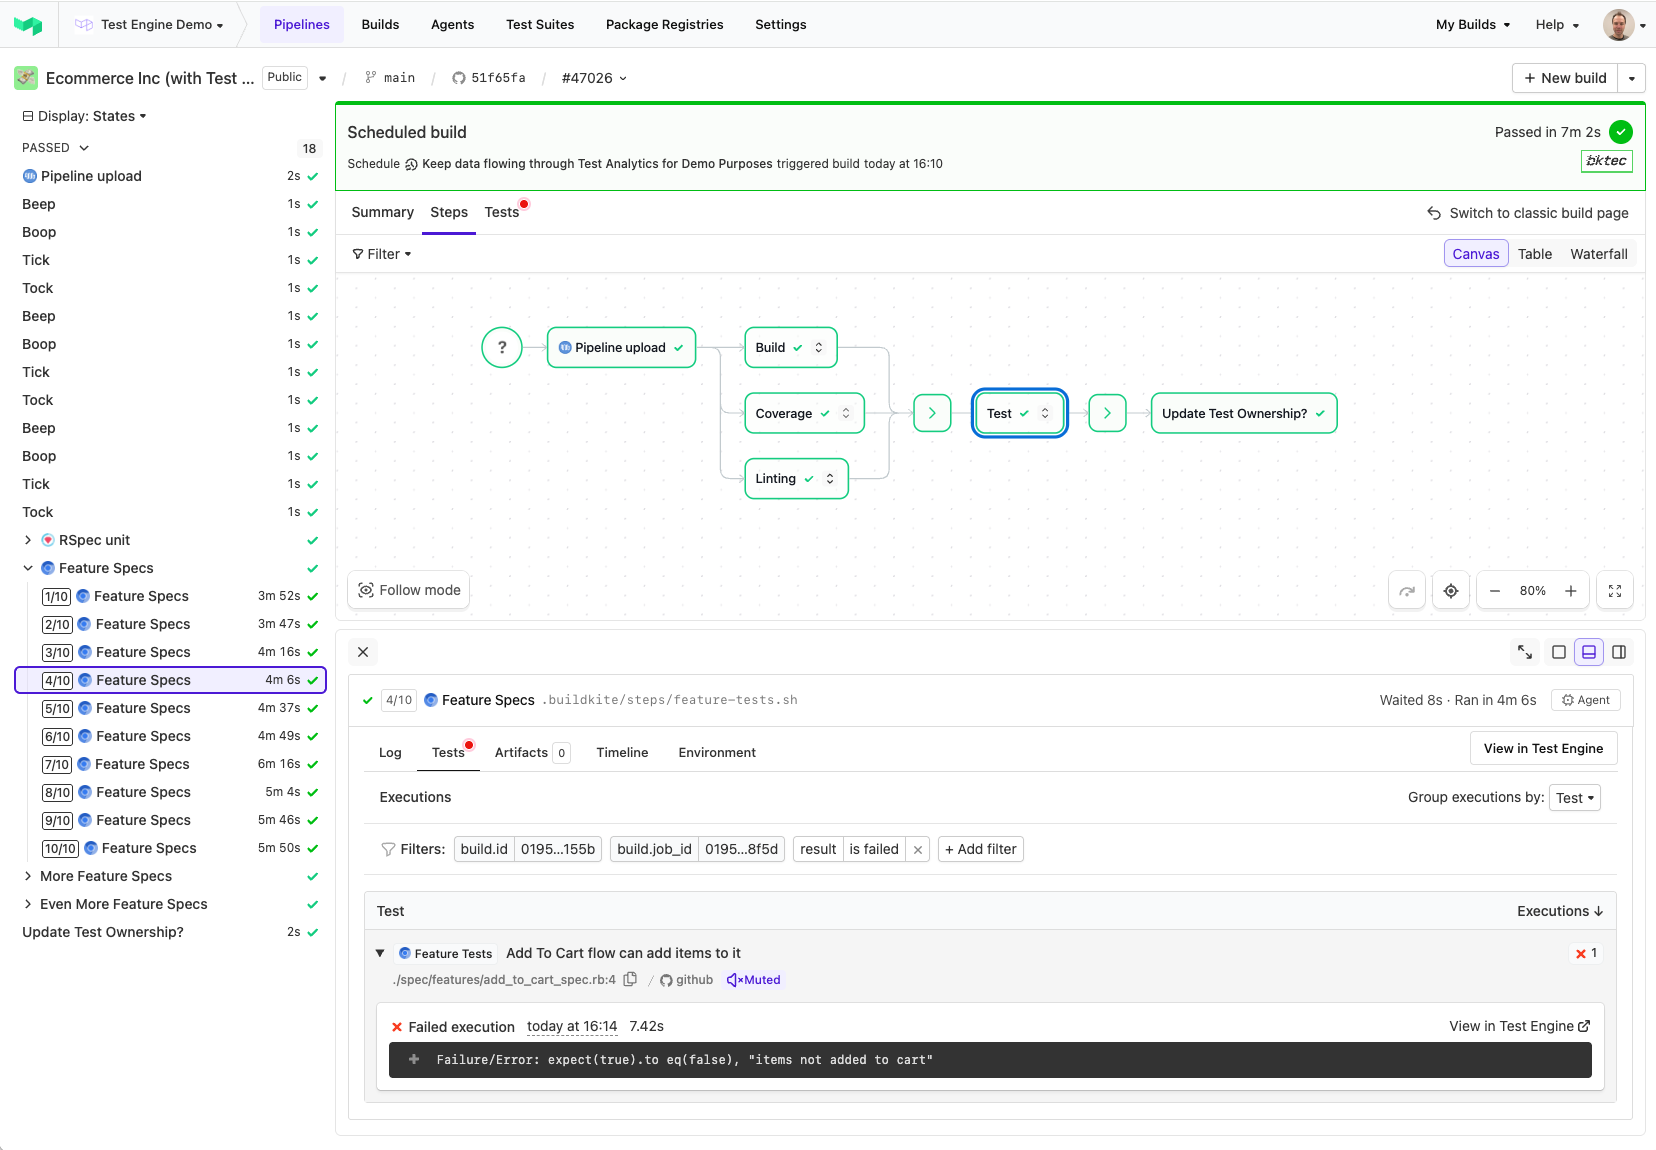 Test Engine Demo
Pipelines
Builds
Agents
Test Suites
Package Registries
Settings
My Builds
Help
Ecommerce Inc (with Test ...
Public
/
main
/
51f65fa
/
#47026
+ New build
Display: States
PASSED
18
Pipeline upload 2s
Beep 1s
Boop 1s
Tick 1s
Tock 1s
Beep 1s
Boop 1s
Tick 1s
Tock 1s
Beep 1s
Boop 1s
Tick 1s
Tock 1s
RSpec unit
Feature Specs
1/10 Feature Specs 3m 52s
2/10 Feature Specs 3m 47s
3/10 Feature Specs 4m 16s
4/10 Feature Specs 4m 6s
5/10 Feature Specs 4m 37s
6/10 Feature Specs 4m 49s
7/10 Feature Specs 6m 16s
8/10 Feature Specs 5m 4s
9/10 Feature Specs 5m 46s
10/10 Feature Specs 5m 50s
More Feature Specs
Even More Feature Specs
Update Test Ownership? 2s
Scheduled build
Passed in 7m 2s
Schedule Keep data flowing through Test Analytics for Demo Purposes triggered build today at 16:10
bktec
Summary
Steps
Tests
Switch to classic build page
Filter
Canvas
Table
Waterfall
?
Pipeline upload
Build
Coverage
Linting
Test
Update Test Ownership?
Follow mode
80%
4/10 Feature Specs .buildkite/steps/feature-tests.sh
Waited 8s · Ran in 4m 6s
Agent
Log
Tests
Artifacts 0
Timeline
Environment
View in Test Engine
Executions
Group executions by: Test
Filters:
build.id 0195...155b
build.job_id 0195...8f5d
result is failed ×
+ Add filter
Test
Executions ↓
Feature Tests Add To Cart flow can add items to it
1
./spec/features/add_to_cart_spec.rb:4 / github Muted
Failed execution today at 16:14 7.42s
View in Test Engine
+ Failure/Error: expect(true).to eq(false), "items not added to cart"